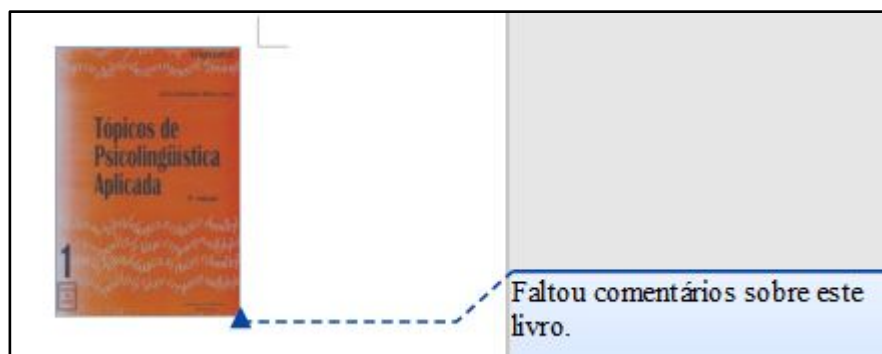 Tópicos de
Psicolingüística
Aplicada
1
Faltou comentários sobre este
livro.